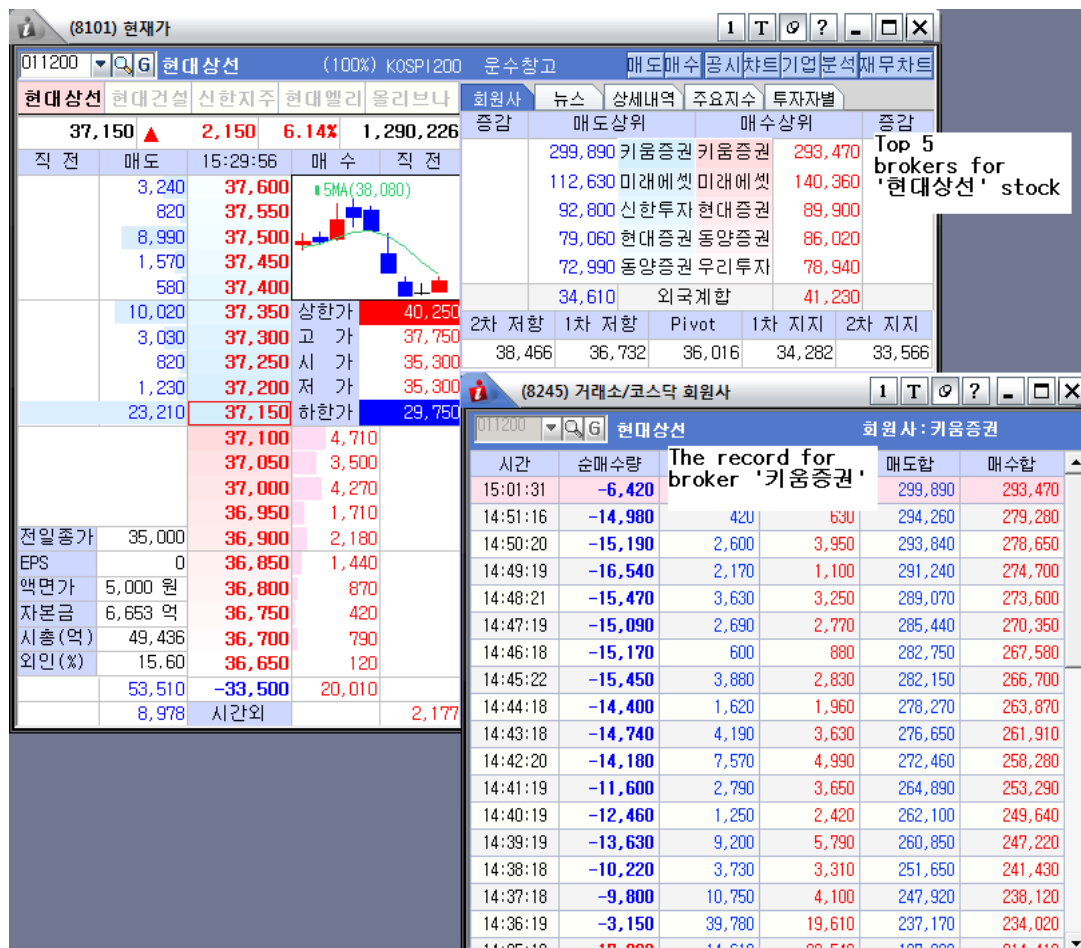 (8101) 현재가 1 T ?
011200 G 현대상선 (100%) KOSPI200 운수창고 매도 매수 공시 차트 기업 분석 재무차트
현대상선 현대건설 신한지주 현대엘리 올리브나
37,150 ▲ 2,150 6.14% 1,290,226
직 전 매도 15:29:56 매 수 직 전
3,240 37,600
820 37,550
8,990 37,500
1,570 37,450
580 37,400
5MA(38,080)
10,020 37,350 상한가 40,250
3,030 37,300 고 가 37,750
820 37,250 시 가 35,300
1,230 37,200 저 가 35,300
23,210 37,150 하한가 29,750
37,100 4,710
37,050 3,500
37,000 4,270
36,950 1,710
전일종가 35,000 36,900 2,180
EPS 0 36,850 1,440
액면가 5,000 원 36,800 870
자본금 6,653 억 36,750 420
시총(억) 49,436 36,700 790
외인(%) 15.60 36,650 120
53,510 -33,500 20,010
8,978 시간외 2,177
회원사 뉴스 상세내역 주요지수 투자자별
증감 매도상위 매수상위 증감
299,890 키움증권 키움증권 293,470
112,630 미래에셋 미래에셋 140,360
92,800 신한투자 현대증권 89,900
79,060 현대증권 동양증권 86,020
72,990 동양증권 우리투자 78,940
34,610 외국계합 41,230
2차 저항 1차 저항 Pivot 1차 지지 2차 지지
38,466 36,732 36,016 34,282 33,566
Top 5
brokers for
'현대상선' stock
(8245) 거래소/코스닥 회원사 1 T ?
011200 G 현대상선 회원사:키움증권
시간 순매수량 매도합 매수합
The record for
broker '키움증권'
15:01:31 -6,420 299,890 293,470
14:51:16 -14,980 420 630 294,260 279,280
14:50:20 -15,190 2,600 3,950 293,840 278,650
14:49:19 -16,540 2,170 1,100 291,240 274,700
14:48:21 -15,470 3,630 3,250 289,070 273,600
14:47:19 -15,090 2,690 2,770 285,440 270,350
14:46:18 -15,170 600 880 282,750 267,580
14:45:22 -15,450 3,880 2,830 282,150 266,700
14:44:18 -14,400 1,620 1,960 278,270 263,870
14:43:18 -14,740 4,190 3,630 276,650 261,910
14:42:20 -14,180 7,570 4,990 272,460 258,280
14:41:19 -11,600 2,790 3,650 264,890 253,290
14:40:19 -12,460 1,250 2,420 262,100 249,640
14:39:19 -13,630 9,200 5,790 260,850 247,220
14:38:18 -10,220 3,730 3,310 251,650 241,430
14:37:18 -9,800 10,750 4,100 247,920 238,120
14:36:19 -3,150 39,780 19,610 237,170 234,020